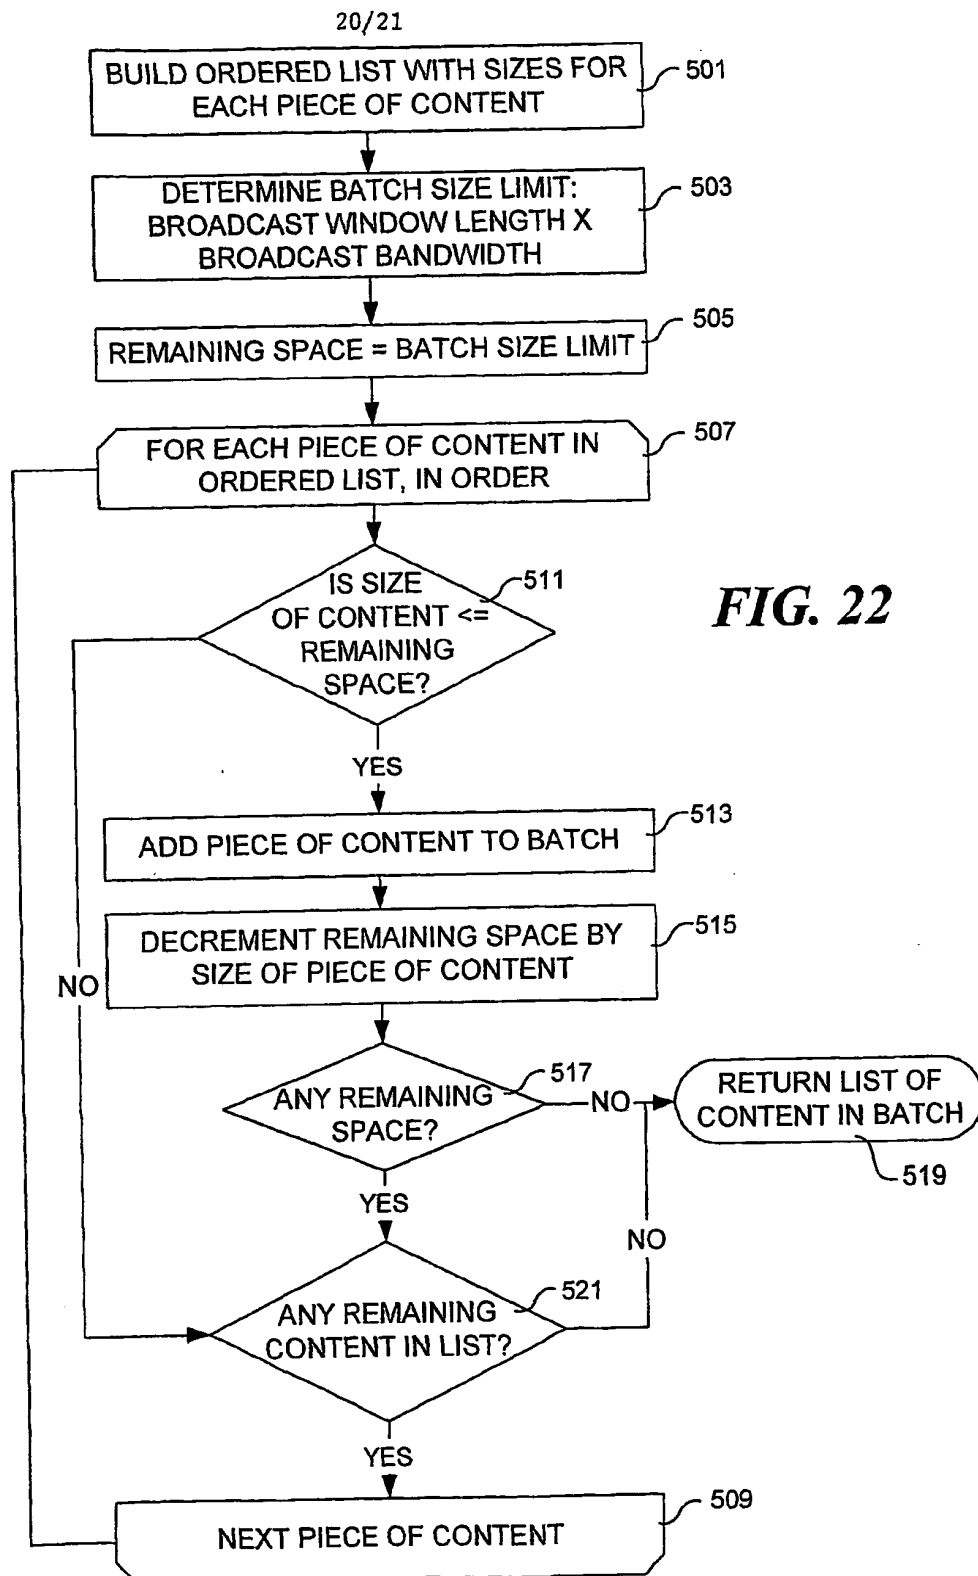 20/21
BUILD ORDERED LIST WITH SIZES FOR
EACH PIECE OF CONTENT
501
DETERMINE BATCH SIZE LIMIT:
BROADCAST WINDOW LENGTH X
BROADCAST BANDWIDTH
503
REMAINING SPACE = BATCH SIZE LIMIT
505
FOR EACH PIECE OF CONTENT IN
ORDERED LIST, IN ORDER
507
IS SIZE
OF CONTENT <=
REMAINING
SPACE?
511
FIG. 22
YES
ADD PIECE OF CONTENT TO BATCH
513
DECREMENT REMAINING SPACE BY
SIZE OF PIECE OF CONTENT
515
NO
ANY REMAINING
SPACE?
517
NO
RETURN LIST OF
CONTENT IN BATCH
519
YES
NO
ANY REMAINING
CONTENT IN LIST?
521
YES
NEXT PIECE OF CONTENT
509